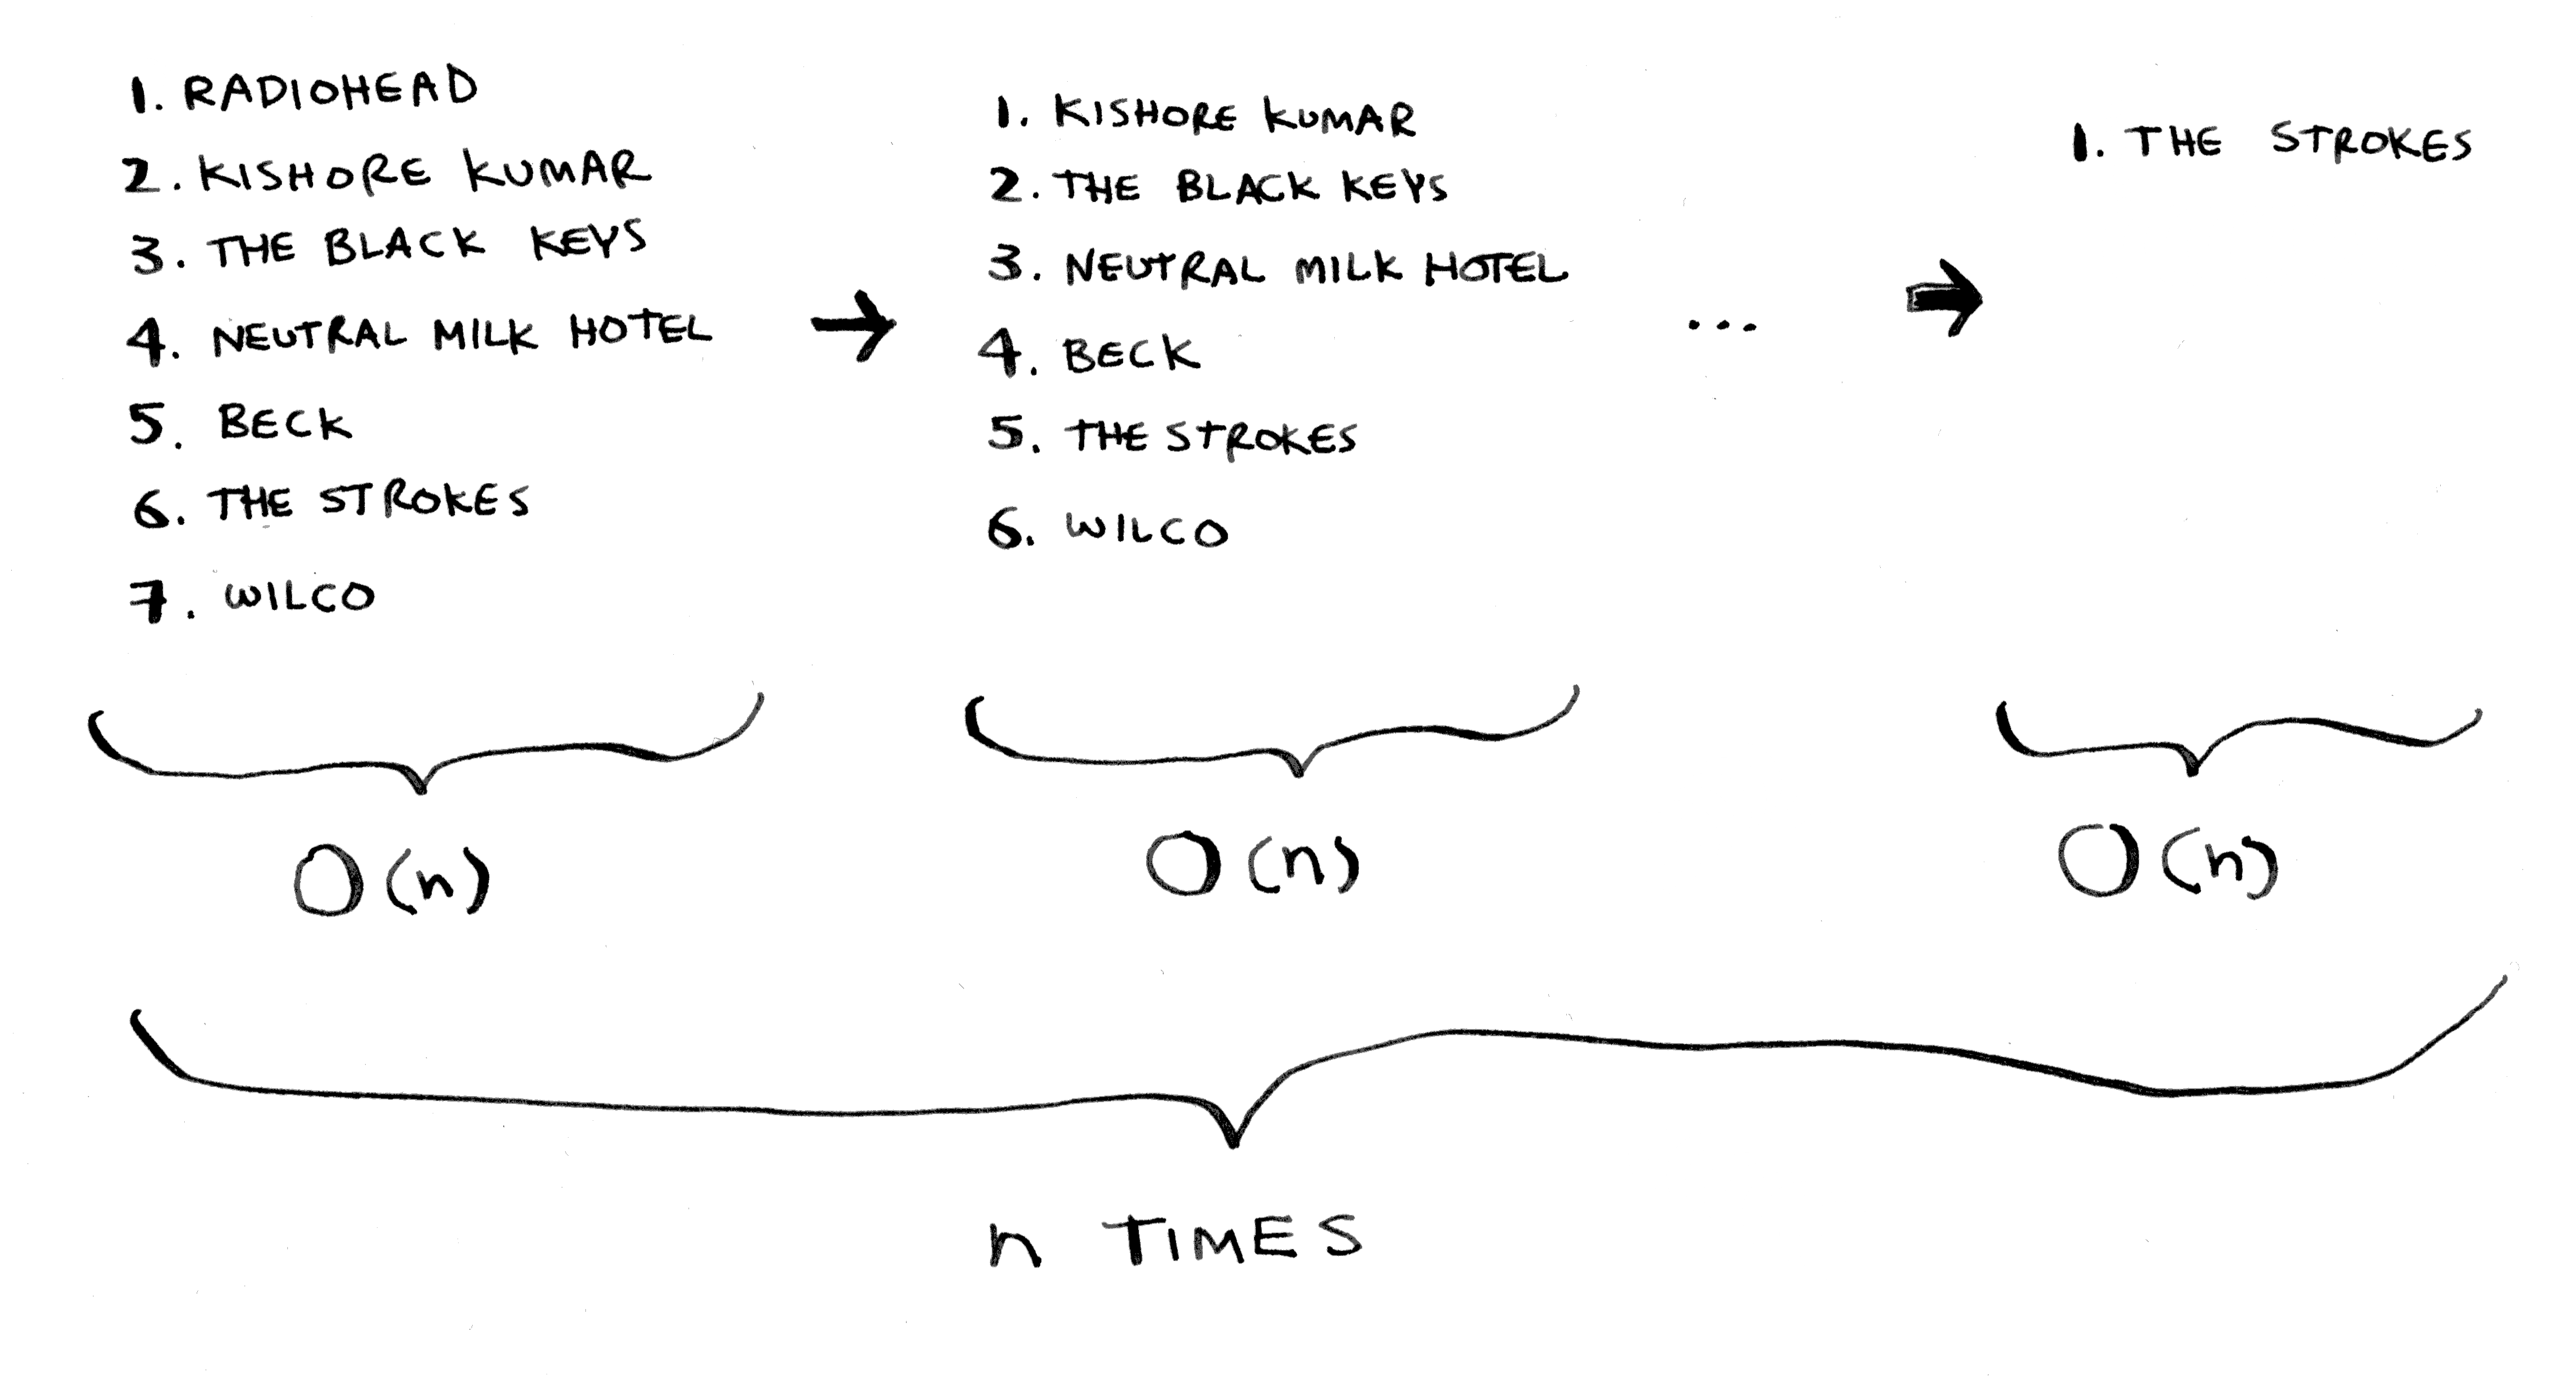 1. RADIOHEAD
2. KISHORE KUMAR
3. THE BLACK KEYS
4. NEUTRAL MILK HOTEL
5. BECK
6. THE STROKES
7. WILCO
1. KISHORE KUMAR
2. THE BLACK KEYS
3. NEUTRAL MILK HOTEL
4. BECK
5. THE STROKES
6. WILCO
...
1. THE STROKES
O(n)
O(n)
O(n)
n TIMES